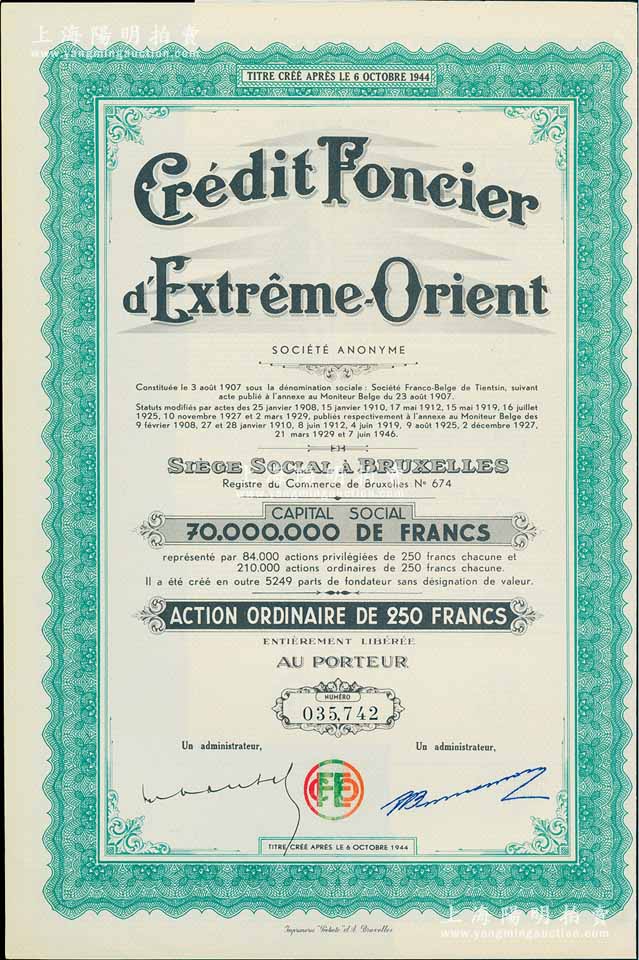 上海陽明拍賣
www.yangmingauction.com
TITRE CRÉÉ APRÈS LE 6 OCTOBRE 1944
Crédit Foncier
d'Extrême-Orient
SOCIÉTÉ ANONYME
Constituée le 3 août 1907 sous la dénomination sociale : Société Franco-Belge de Tientsin, suivant
acte publié à l'annexe au Moniteur Belge du 23 août 1907.
Statuts modifiés par actes des 25 janvier 1908, 15 janvier 1910, 17 mai 1912, 15 mai 1919, 16 juillet
1925, 10 novembre 1927 et 2 mars 1929, publiés respectivement à l'annexe au Moniteur Belge des
9 février 1908, 27 et 28 janvier 1910, 8 juin 1912, 4 juin 1919, 9 août 1925, 2 décembre 1927,
21 mars 1929 et 7 juin 1946.
SIÈGE SOCIAL À BRUXELLES
Registre du Commerce de Bruxelles Nº 674
CAPITAL SOCIAL
70.000.000 DE FRANCS
représenté par 84.000 actions privilégiées de 250 francs chacune et
210.000 actions ordinaires de 250 francs chacune.
Il a été créé en outre 5249 parts de fondateur sans désignation de valeur.
ACTION ORDINAIRE DE 250 FRANCS
ENTIÈREMENT LIBÉRÉE
AU PORTEUR
NUMÉRO
035,742
Un administrateur,
Un administrateur,
TITRE CRÉÉ APRÈS LE 6 OCTOBRE 1944
上海陽明拍賣
www.yangmingauction.com